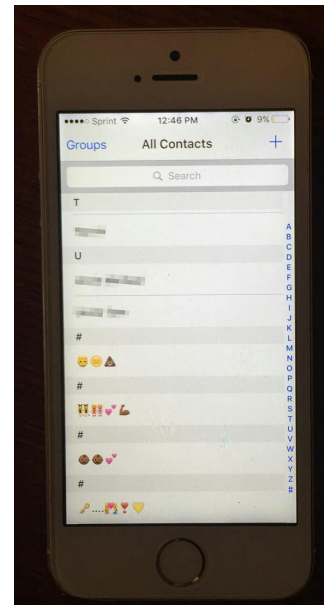 Sprint 12:46 PM 9%
Groups All Contacts +
Search
T
U
#
#
#
#
....
A
B
C
D
E
F
G
H
I
J
K
L
M
N
O
P
Q
R
S
T
U
V
W
X
Y
Z
#